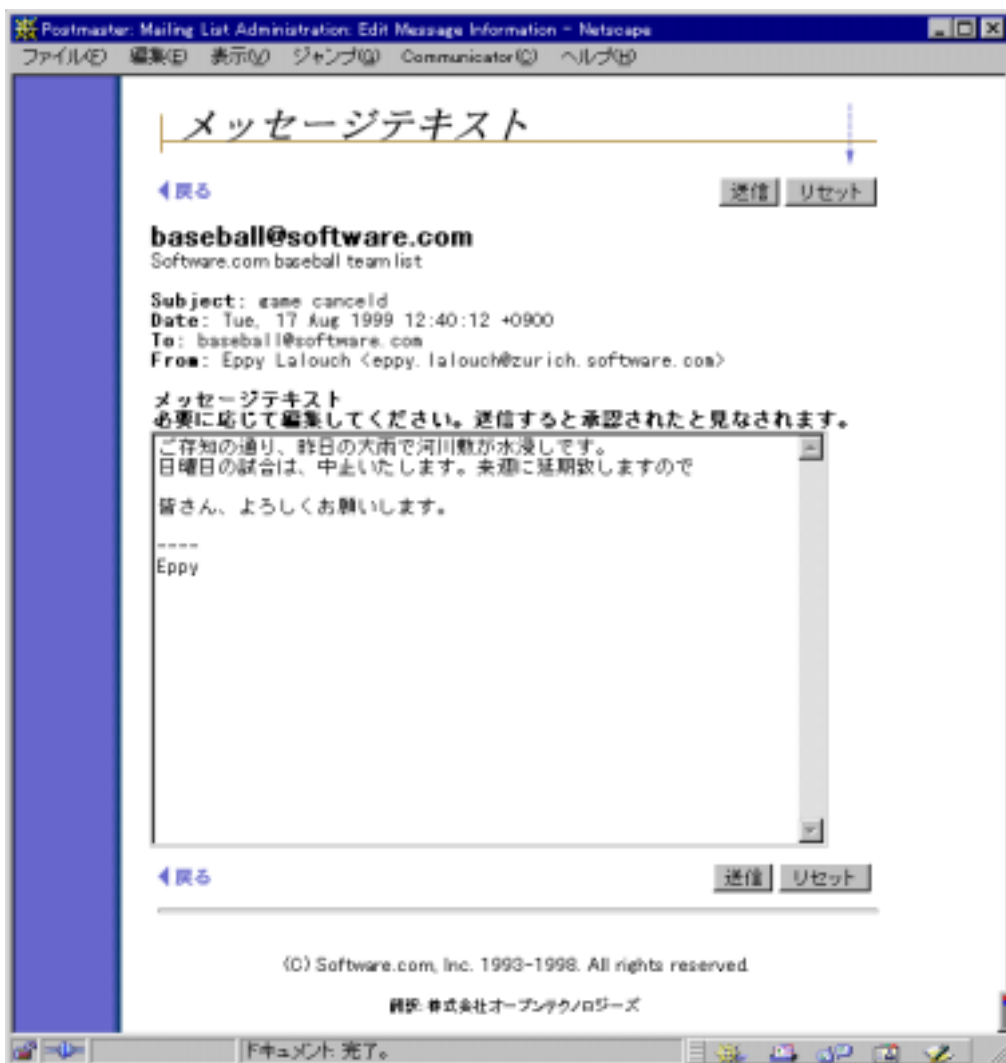 Postmaster: Mailing List Administration: Edit Message Information - Netscape
ファイル(F) 編集(E) 表示(V) ジャンプ(G) Communicator(C) ヘルプ(H)
メッセージテキスト
戻る 送信 リセット
baseball@software.com
Software.com baseball team list
Subject: game canceld
Date: Tue, 17 Aug 1999 12:40:12 +0900
To: baseball@software.com
From: Eppy Lalouch <eppy.lalouch@zurich.software.com>
メッセージテキスト
必要に応じて編集してください。送信すると承認されたと見なされます。
ご存知の通り、昨日の大雨で河川敷が水浸しです。
日曜日の試合は、中止いたします。来週に延期致しますので
皆さん、よろしくお願いします。
----
Eppy
戻る 送信 リセット
(C) Software.com, Inc. 1993-1998. All rights reserved.
翻訳: 株式会社オープンテクノロジーズ
ドキュメント: 完了。